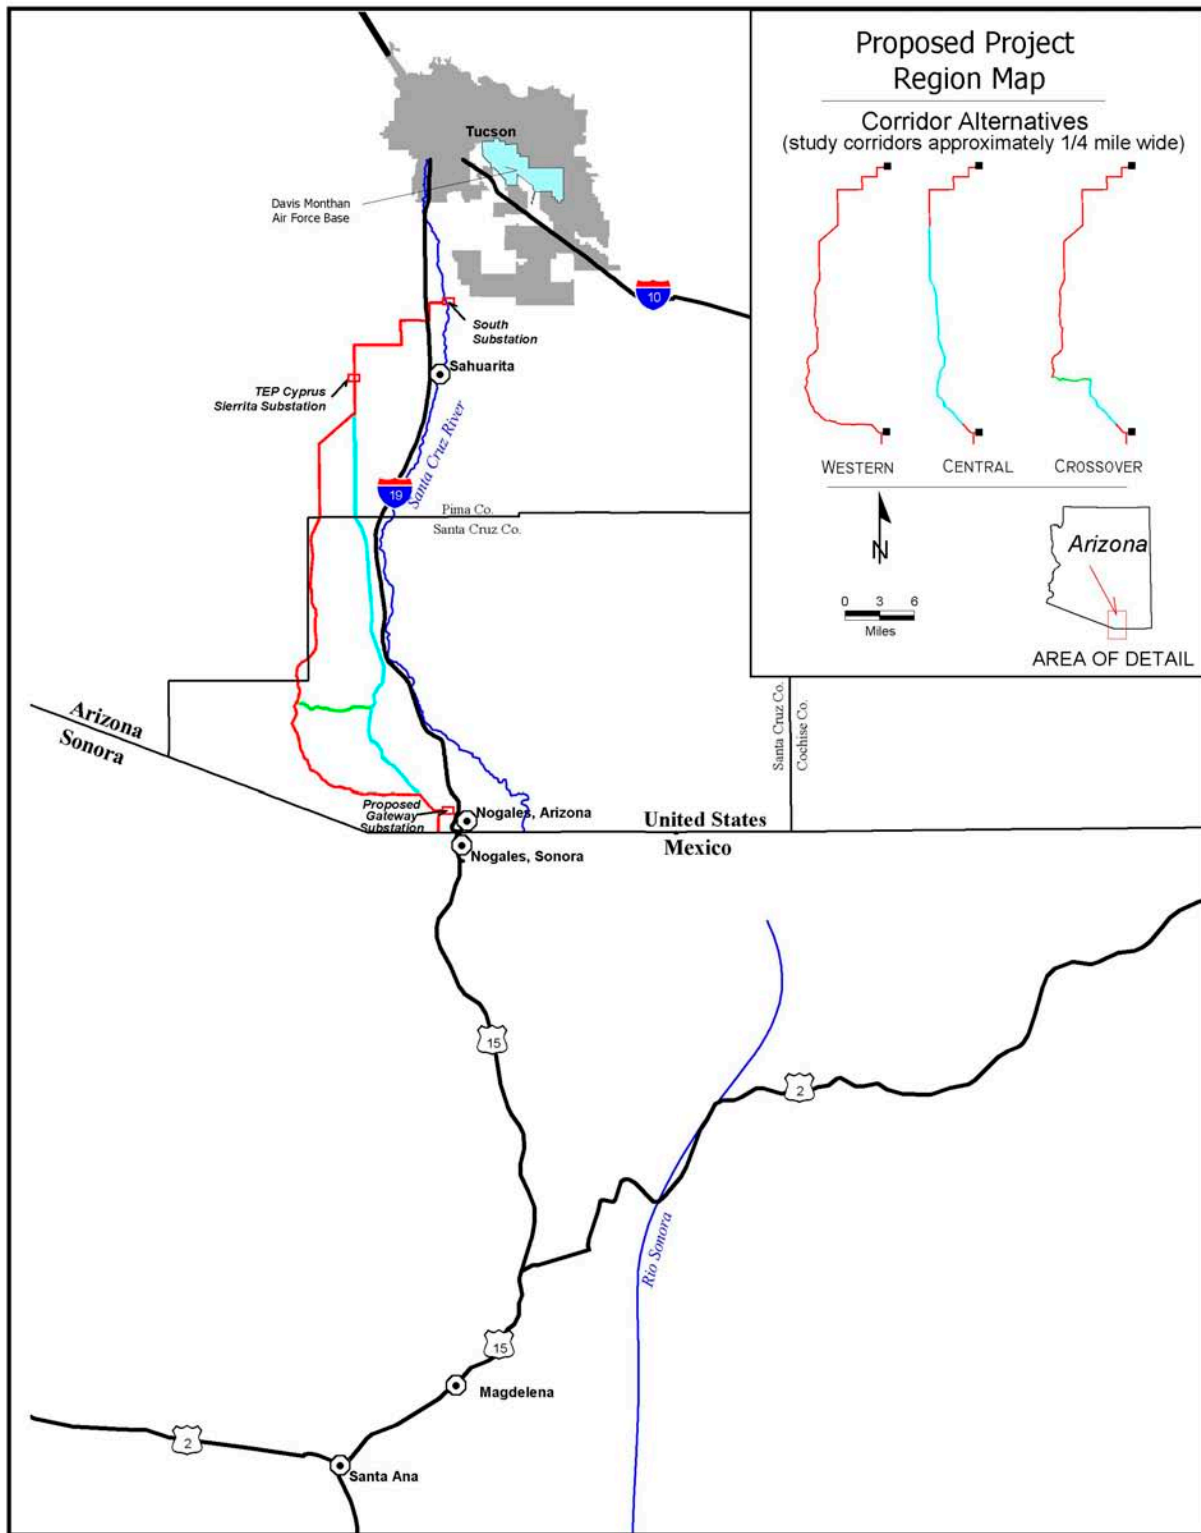 Proposed Project
Region Map
Corridor Alternatives
(study corridors approximately 1/4 mile wide)
WESTERN
CENTRAL
CROSSOVER
N
0 3 6
Miles
Arizona
AREA OF DETAIL
Tucson
Davis Monthan
Air Force Base
10
South
Substation
Sahuarita
TEP Cyprus
Sierrita Substation
Santa Cruz River
19
Pima Co.
Santa Cruz Co.
Santa Cruz Co.
Cochise Co.
Arizona
Sonora
Proposed
Gateway
Substation
Nogales, Arizona
United States
Mexico
Nogales, Sonora
15
2
Rio Sonora
15
Magdelena
2
Santa Ana